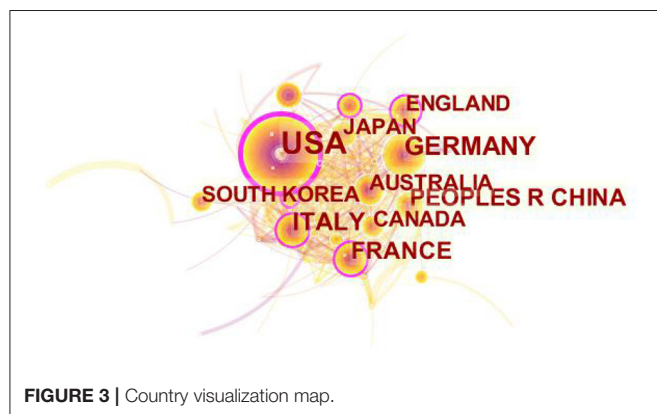 ENGLAND
JAPAN
USA
GERMANY
AUSTRALIA
SOUTH KOREA
PEOPLES R CHINA
ITALY
CANADA
FRANCE
FIGURE 3 | Country visualization map.